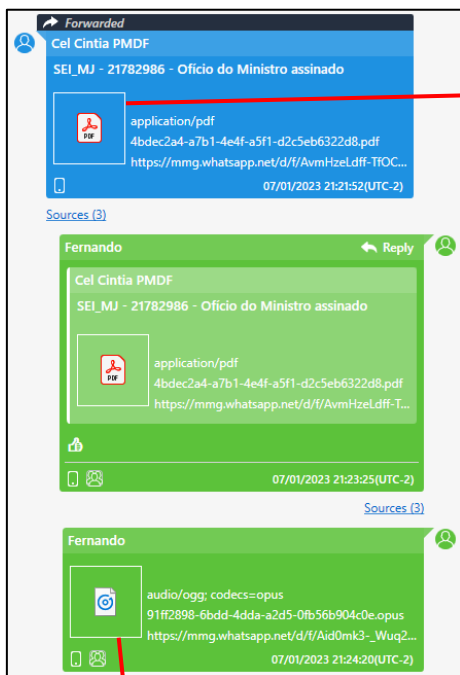 Forwarded
Cel Cintia PMDF
SEI_MJ - 21782986 - Ofício do Ministro assinado
PDF
application/pdf
4bdec2a4-a7b1-4e4f-a5f1-d2c5eb6322d8.pdf
https://mmg.whatsapp.net/d/f/AvmHzeLdff-TfOC...
07/01/2023 21:21:52(UTC-2)
Sources (3)
Fernando
Reply
Cel Cintia PMDF
SEI_MJ - 21782986 - Ofício do Ministro assinado
PDF
application/pdf
4bdec2a4-a7b1-4e4f-a5f1-d2c5eb6322d8.pdf
https://mmg.whatsapp.net/d/f/AvmHzeLdff-T...
07/01/2023 21:23:25(UTC-2)
Sources (3)
Fernando
audio/ogg; codecs=opus
91ff2898-6bdd-4dda-a2d5-0fb56b904c0e.opus
https://mmg.whatsapp.net/d/f/Aid0mk3-_Wuq2...
07/01/2023 21:24:20(UTC-2)